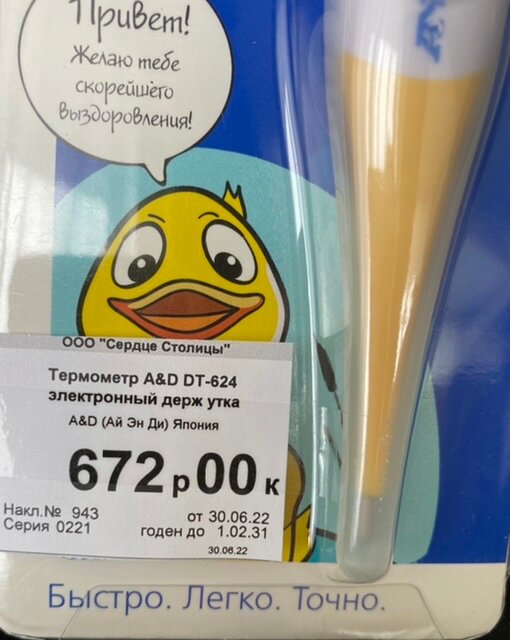 Привет!
Желаю тебе
скорейшего
выздоровления!
ООО "Сердце Столицы"
Термометр A&D DT-624
электронный держ утка
A&D (Ай Эн Ди) Япония
672 р 00 к
Накл.№ 943 от 30.06.22
Серия 0221 годен до 1.02.31
30.06.22
Быстро. Легко. Точно.